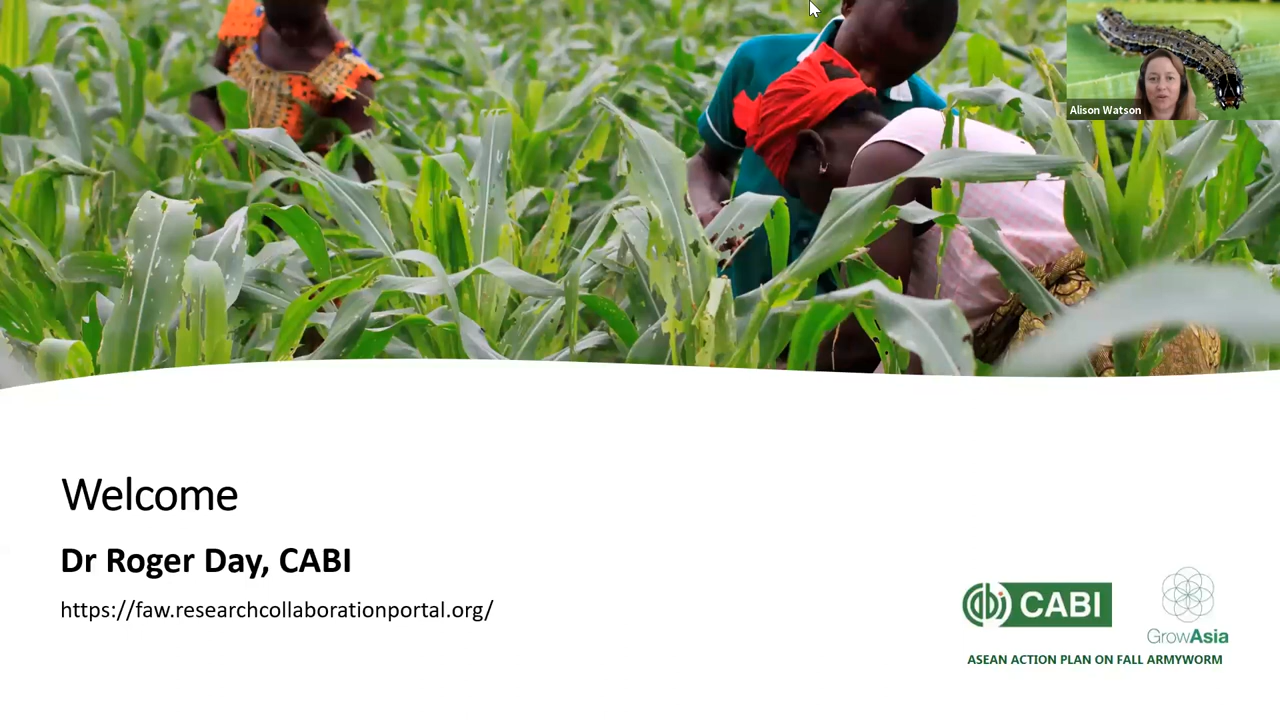 Alison Watson
Welcome
Dr Roger Day, CABI
https://faw.researchcollaborationportal.org/
CABI
GrowAsia
ASEAN ACTION PLAN ON FALL ARMYWORM